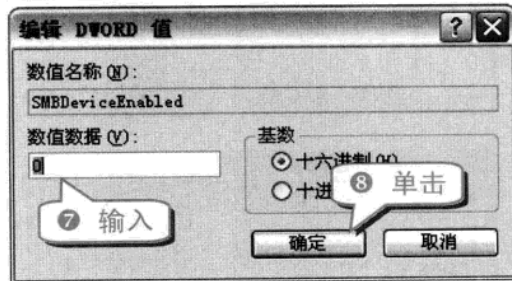 编辑 DWORD 值
数值名称(N):
SMBDeviceEnabled
数值数据(V):
0
基数
十六进制(H)
十进
❼ 输入
❽ 单击
确定
取消